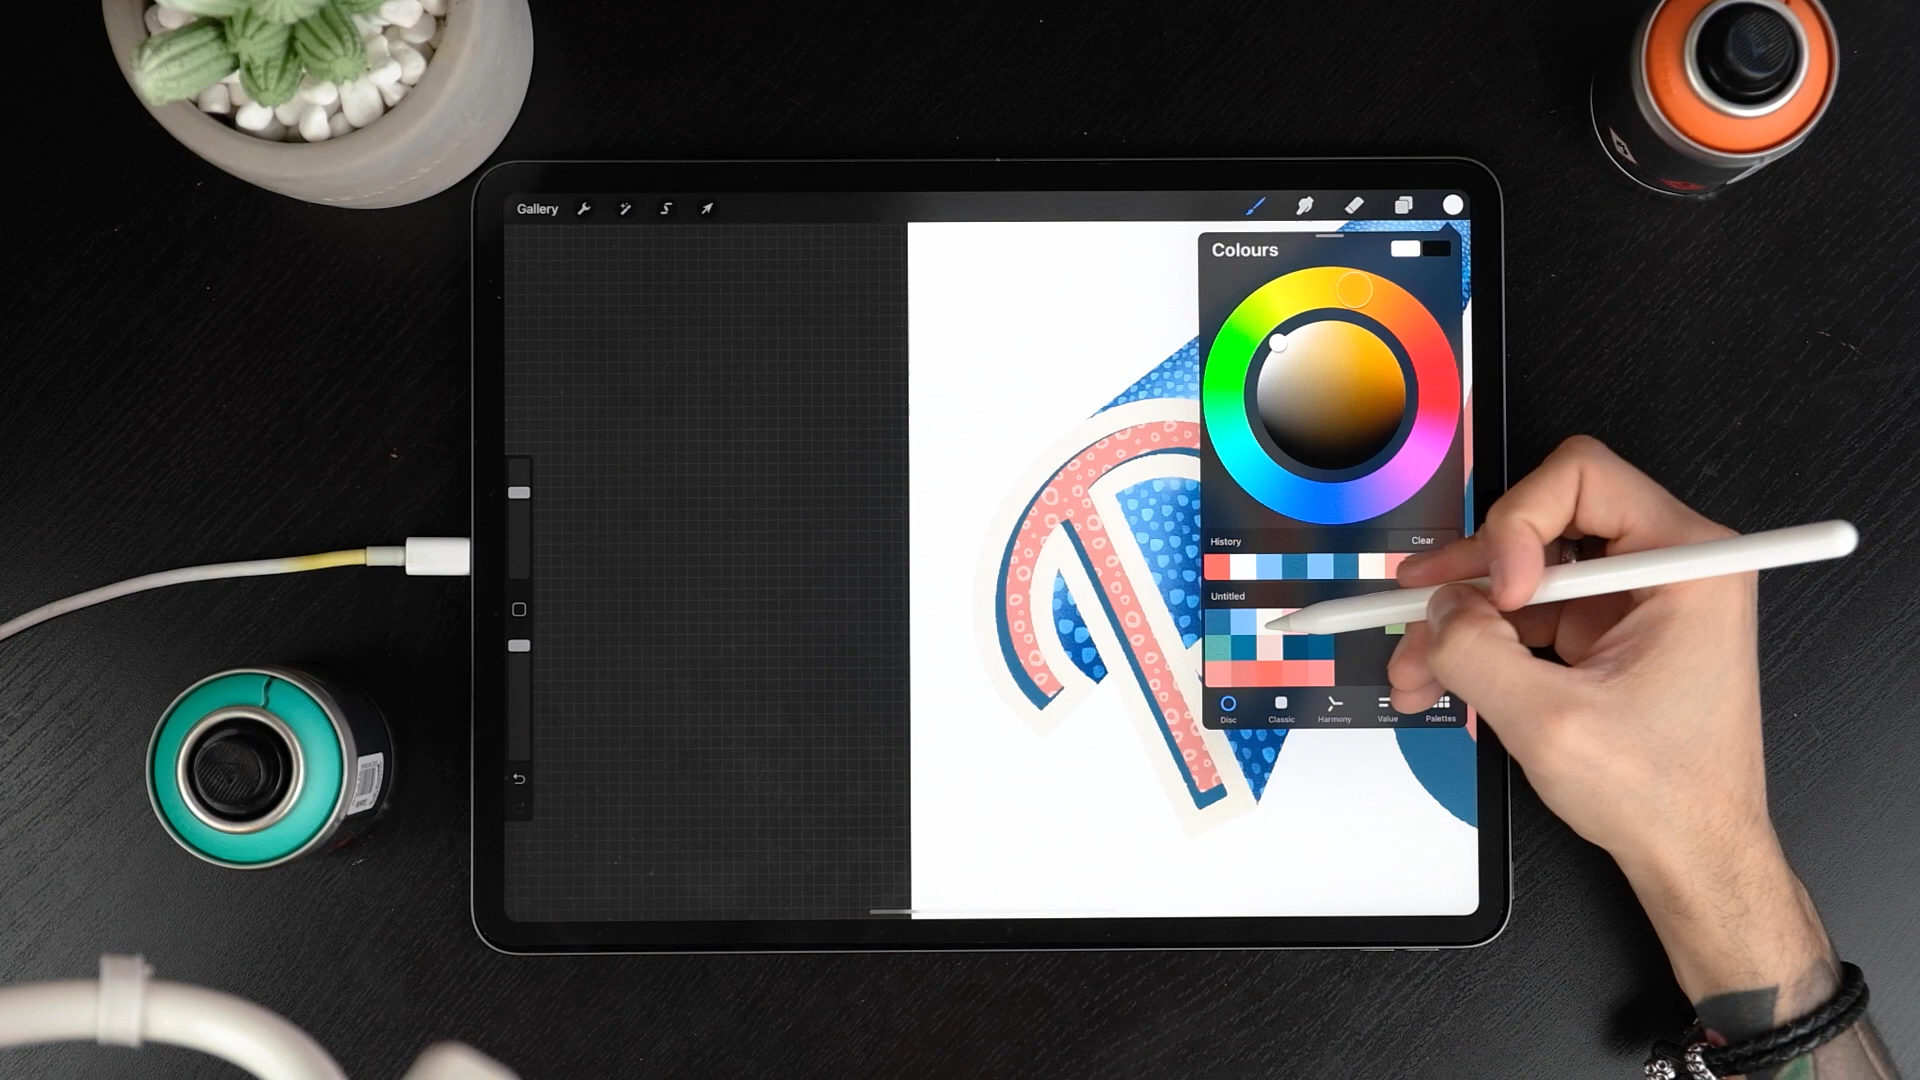 Gallery
Colours
History
Clear
Untitled
Disc
Classic
Harmony
Value
Palettes